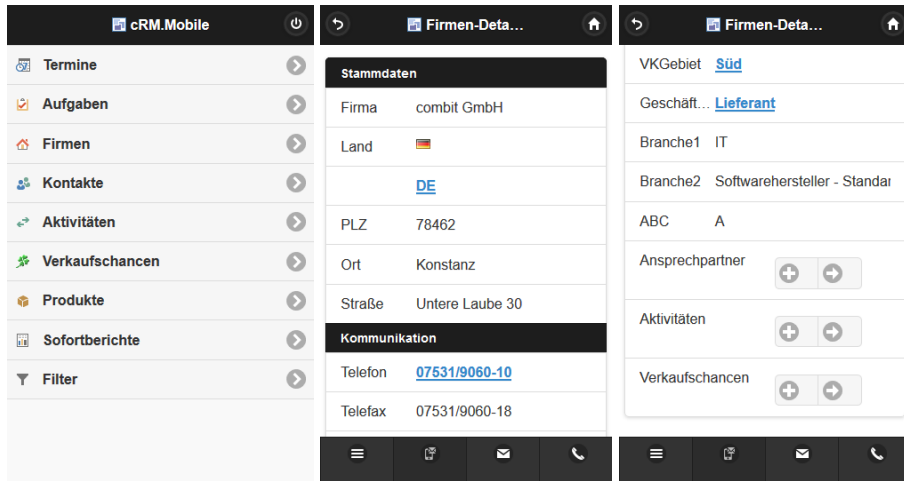 cRM.Mobile
Termine
Aufgaben
Firmen
Kontakte
Aktivitäten
Verkaufschancen
Produkte
Sofortberichte
Filter
Firmen-Deta...
Stammdaten
Firma combit GmbH
Land
DE
PLZ 78462
Ort Konstanz
Straße Untere Laube 30
Kommunikation
Telefon 07531/9060-10
Telefax 07531/9060-18
Firmen-Deta...
VKGebiet Süd
Geschäft... Lieferant
Branche1 IT
Branche2 Softwarehersteller - Standar
ABC A
Ansprechpartner
Aktivitäten
Verkaufschancen